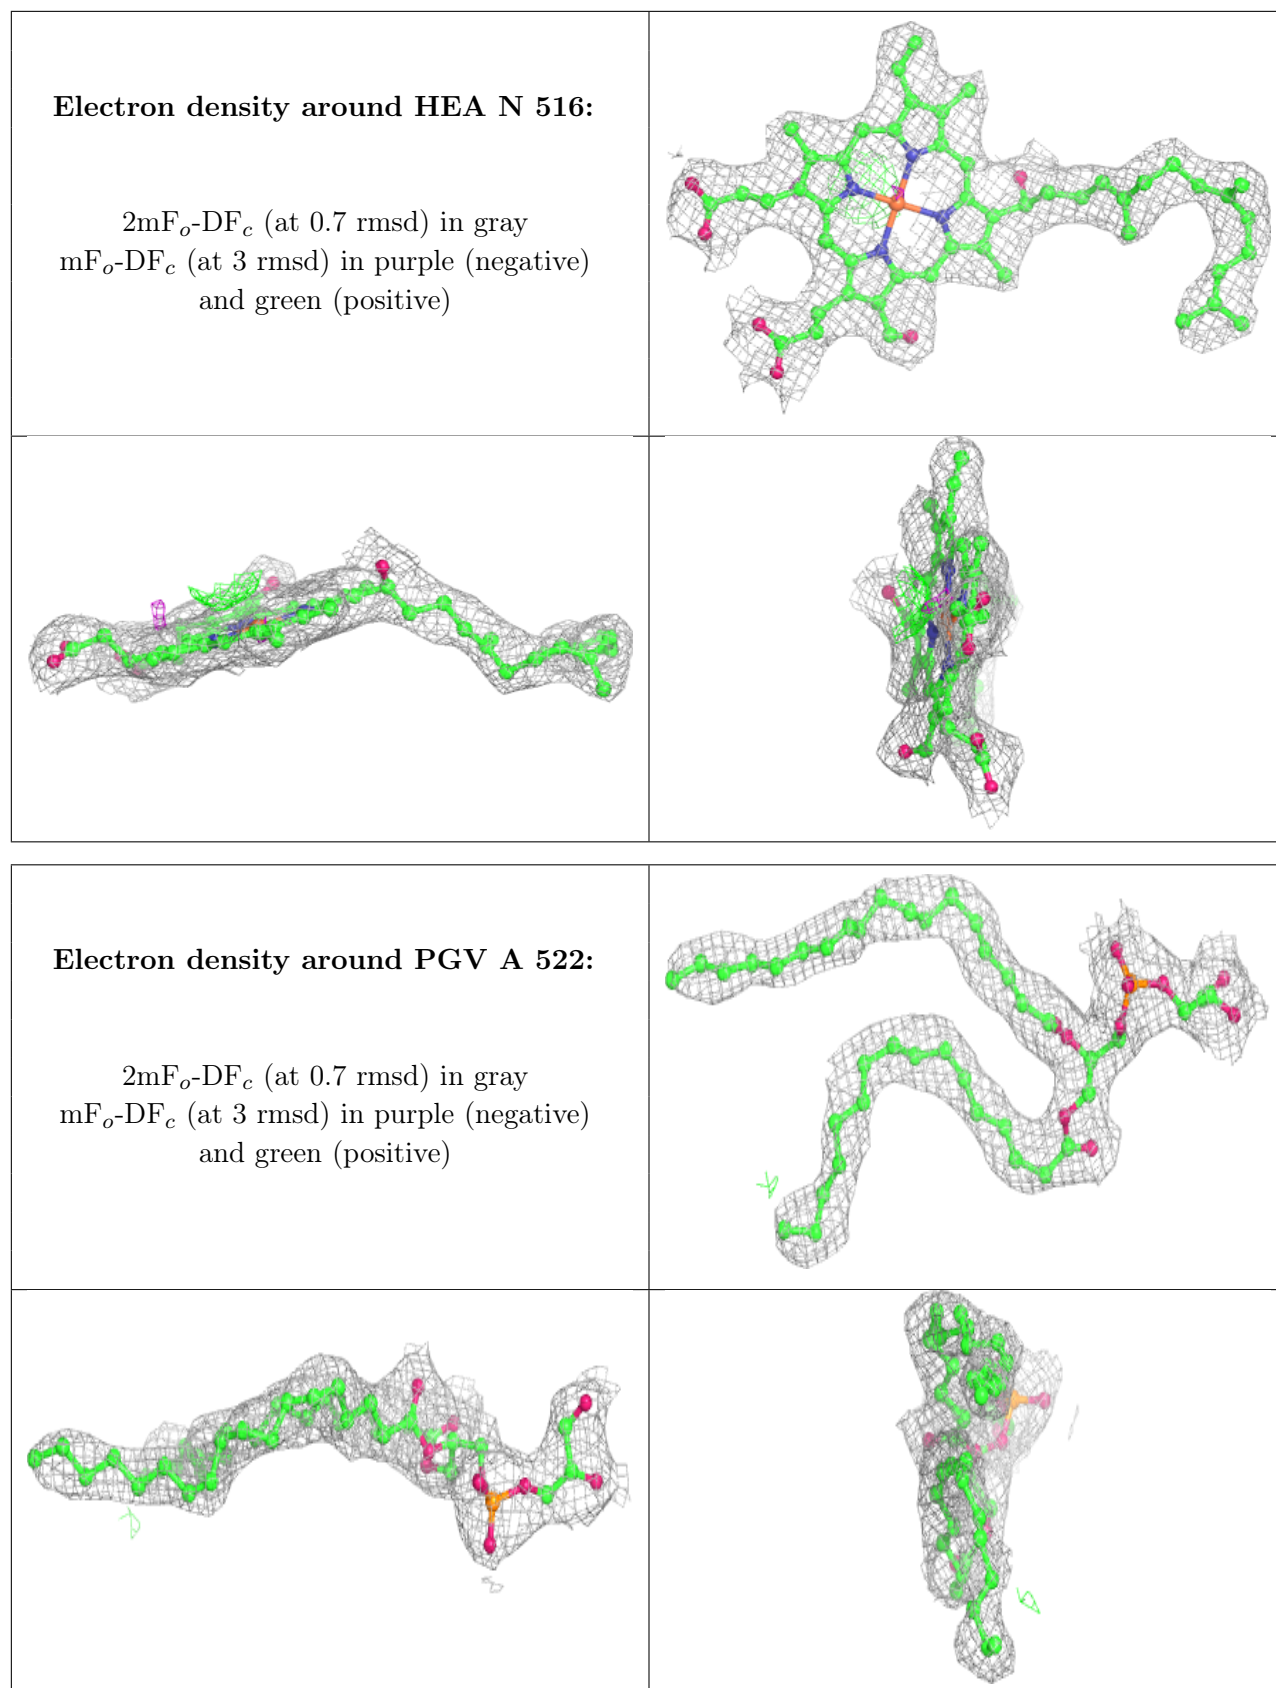 Electron density around HEA N 516:
2mFo-DFc (at 0.7 rmsd) in gray
mFo-DFc (at 3 rmsd) in purple (negative)
and green (positive)
Electron density around PGV A 522:
2mFo-DFc (at 0.7 rmsd) in gray
mFo-DFc (at 3 rmsd) in purple (negative)
and green (positive)